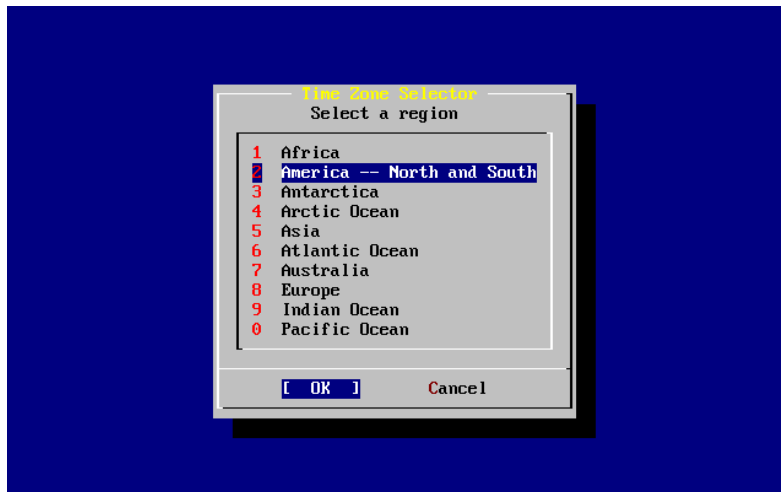 Time Zone Selector
Select a region
1 Africa
2 America -- North and South
3 Antarctica
4 Arctic Ocean
5 Asia
6 Atlantic Ocean
7 Australia
8 Europe
9 Indian Ocean
0 Pacific Ocean
[ OK ] Cancel